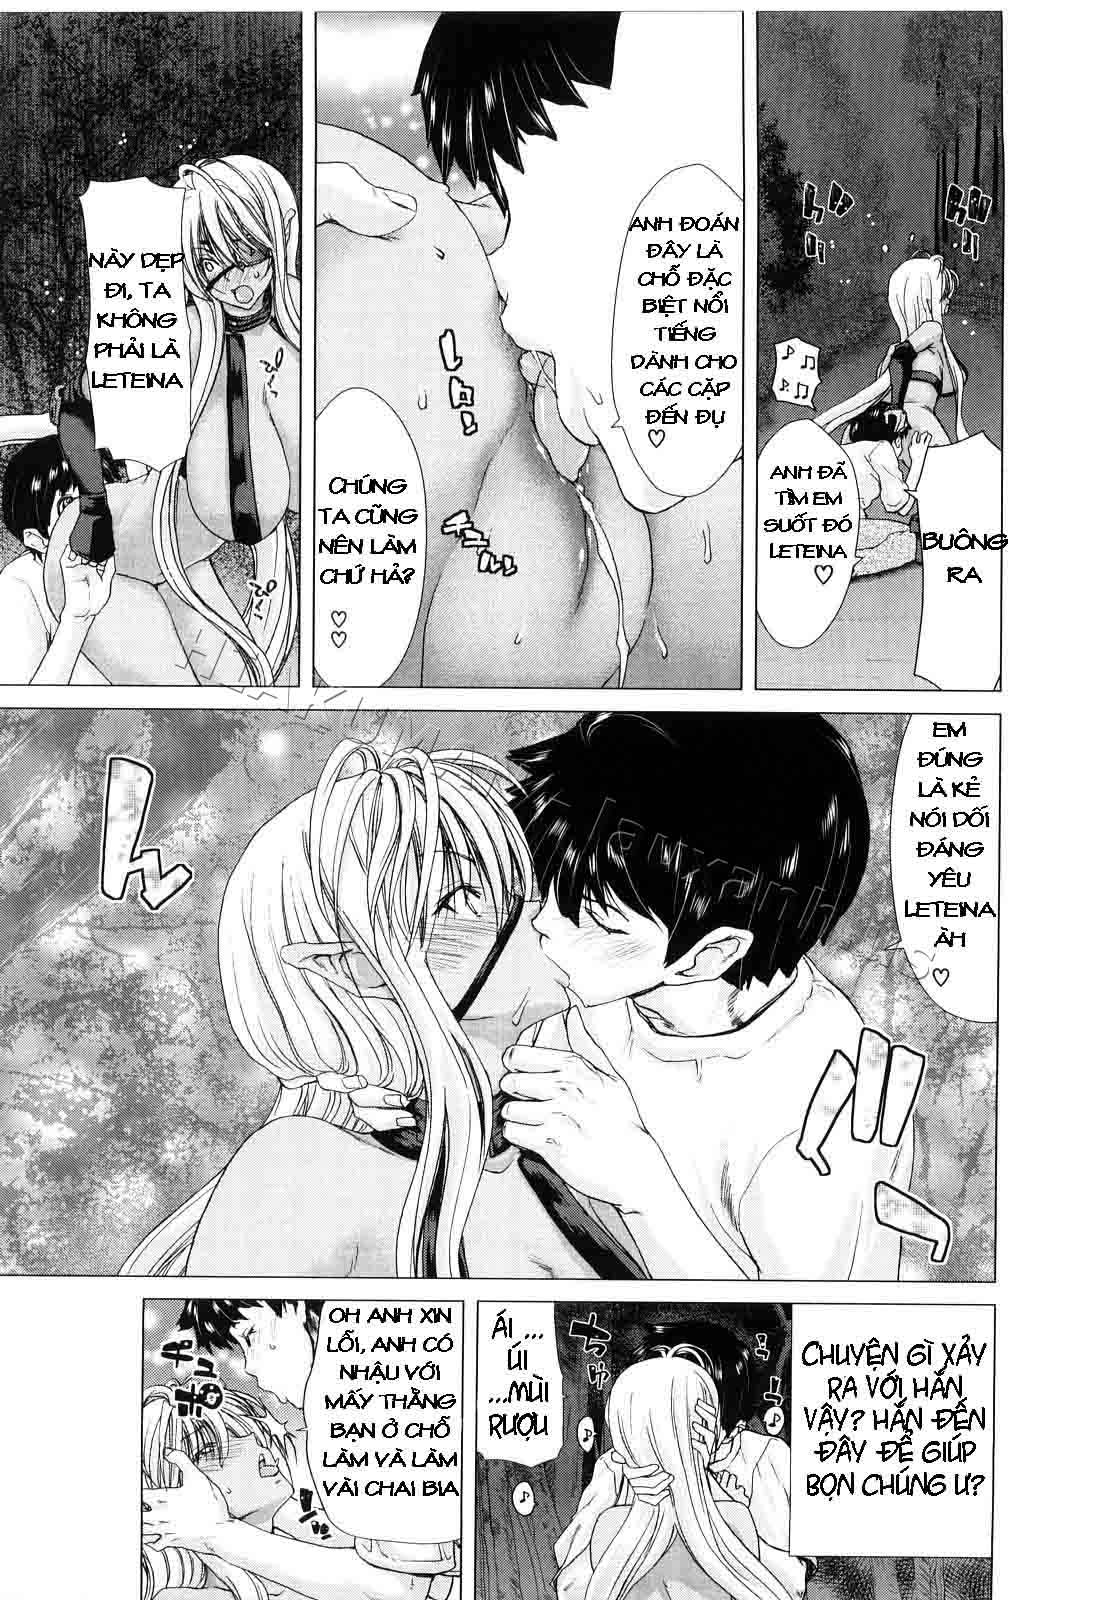 ANH ĐÃ
TÌM EM
SUỐT ĐÓ
LETEINA
♡
BUÔNG
RA
ANH ĐOÁN
ĐÂY LÀ
CHỖ ĐẶC
BIỆT NỔI
TIẾNG
DÀNH CHO
CÁC CẶP
ĐẾN ĐỤ
♡
CHÚNG
TA CŨNG
NÊN LÀM
CHỨ HẢ?
♡
♡
NÀY DẸP
ĐI, TA
KHÔNG
PHẢI LÀ
LETEINA
EM
ĐÚNG
LÀ KẺ
NÓI DỐI
ĐÁNG
YÊU
LETEINA
ÀH
♡
CHUYỆN GÌ XẢY
RA VỚI HẮN
VẬY? HẮN ĐẾN
ĐÂY ĐỂ GIÚP
BỌN CHÚNG Ư?
ÁI ...
ÚI
...MÙI
RƯỢU
OH ANH XIN
LỖI, ANH CÓ
NHẬU VỚI
MẤY THẰNG
BẠN Ở CHỖ
LÀM VÀ LÀM
VÀI CHAI BIA